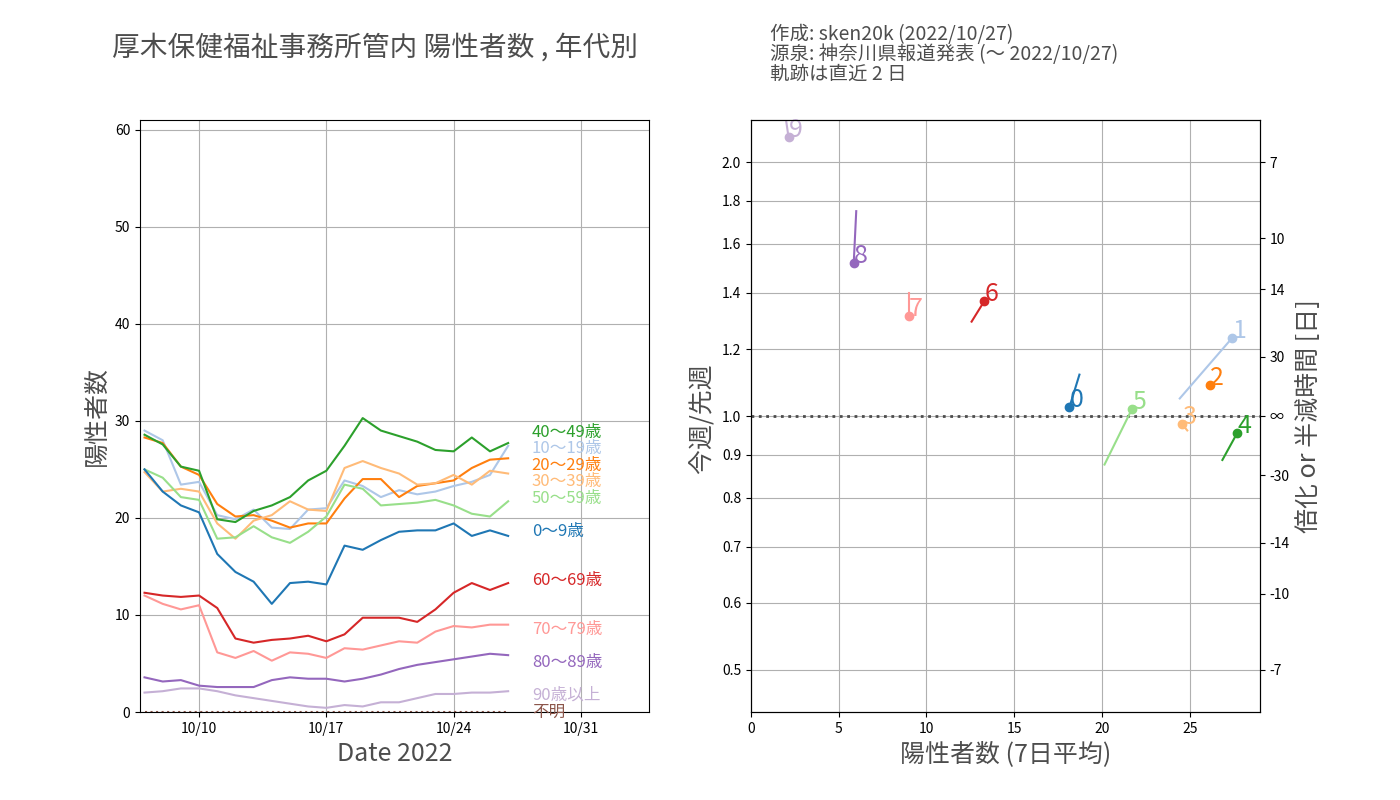 厚木保健福祉事務所管内 陽性者数 , 年代別
作成: sken20k (2022/10/27)
源泉: 神奈川県報道発表 (～ 2022/10/27)
軌跡は直近 2 日
60
50
40
30
20
10
0
陽性者数
40～49歳
10～19歳
20～29歳
30～39歳
50～59歳
0～9歳
60～69歳
70～79歳
80～89歳
90歳以上
不明
10/10
10/17
10/24
10/31
Date 2022
2.0
1.8
1.6
1.4
1.2
1.0
0.9
0.8
0.7
0.6
0.5
今週/先週
9
8
7
6
1
2
0
5
3
4
7
10
14
30
∞
-30
-14
-10
-7
倍化 or 半減時間 [日]
0
5
10
15
20
25
陽性者数 (7日平均)